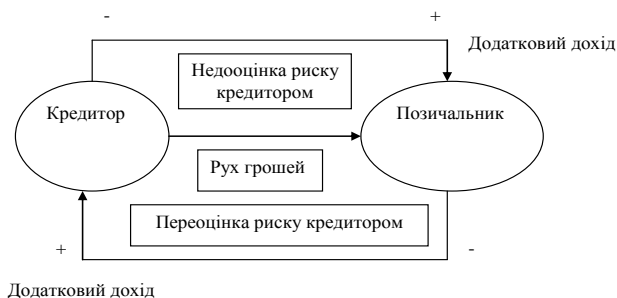 - +
Додатковий дохід
Недооцінка риску
кредитором
Кредитор
Позичальник
Рух грошей
Переоцінка риску кредитором
+ -
Додатковий дохід